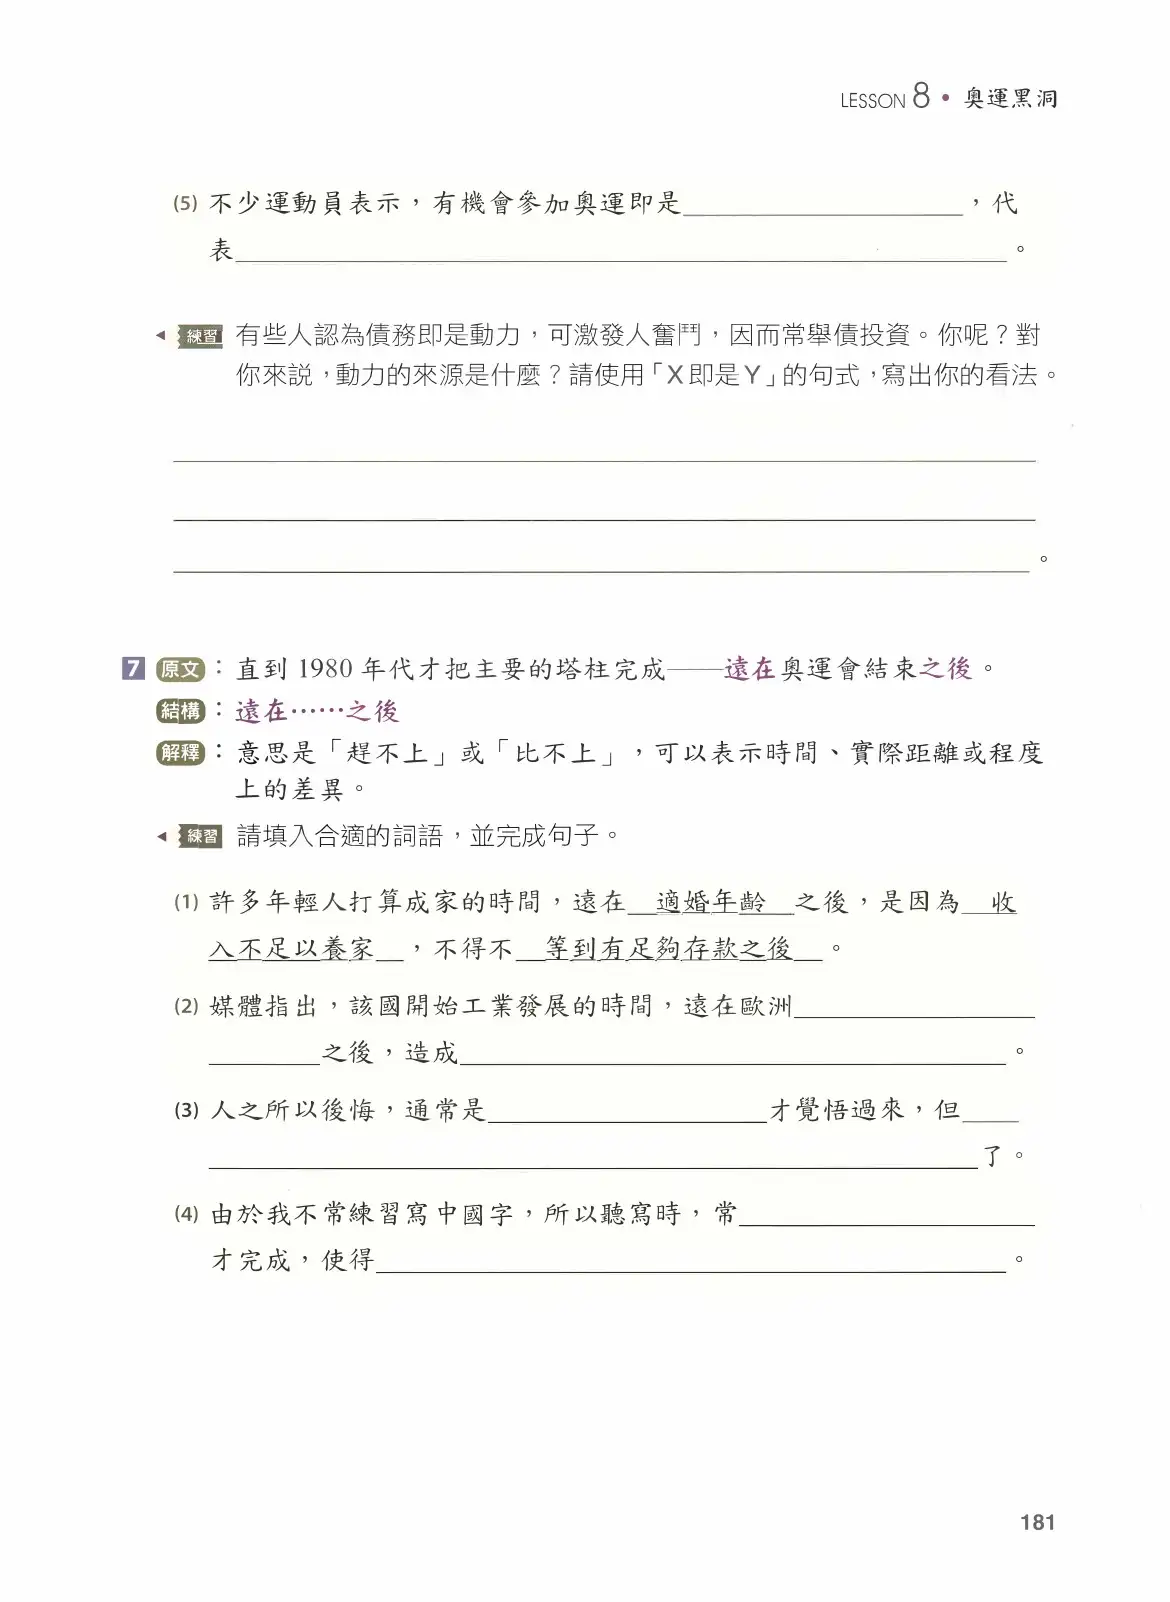 LESSON 8 • 奧運黑洞
(5) 不少運動員表示，有機會參加奧運即是____________，代
表____________。
練習 有些人認為債務即是動力，可激發人奮鬥，因而常舉債投資。你呢？對
你來說，動力的來源是什麼？請使用「X即是Y」的句式，寫出你的看法。
。
7 原文：直到 1980 年代才把主要的塔柱完成——遠在奧運會結束之後。
結構：遠在……之後
解釋：意思是「趕不上」或「比不上」，可以表示時間、實際距離或程度
上的差異。
練習 請填入合適的詞語，並完成句子。
(1) 許多年輕人打算成家的時間，遠在 適婚年齡 之後，是因為 收
入不足以養家 ，不得不 等到有足夠存款之後 。
(2) 媒體指出，該國開始工業發展的時間，遠在歐洲____________
______之後，造成____________。
(3) 人之所以後悔，通常是____________才覺悟過來，但____
____________了。
(4) 由於我不常練習寫中國字，所以聽寫時，常____________
才完成，使得____________。
181